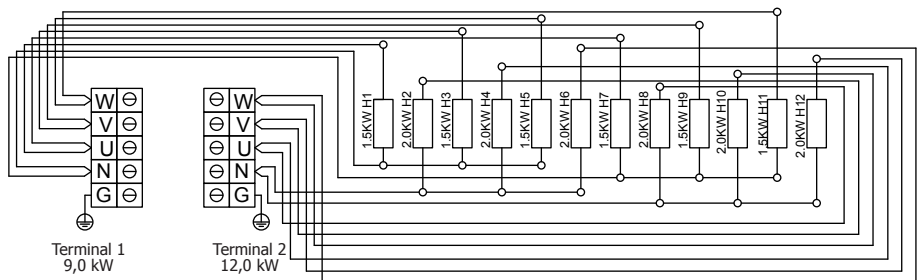 1.5KW H1
2.0KW H2
1.5KW H3
2.0KW H4
1.5KW H5
2.0KW H6
1.5KW H7
2.0KW H8
1.5KW H9
2.0KW H10
1.5KW H11
2.0KW H12
W
V
U
N
G
Terminal 1
9,0 kW
W
V
U
N
G
Terminal 2
12,0 kW